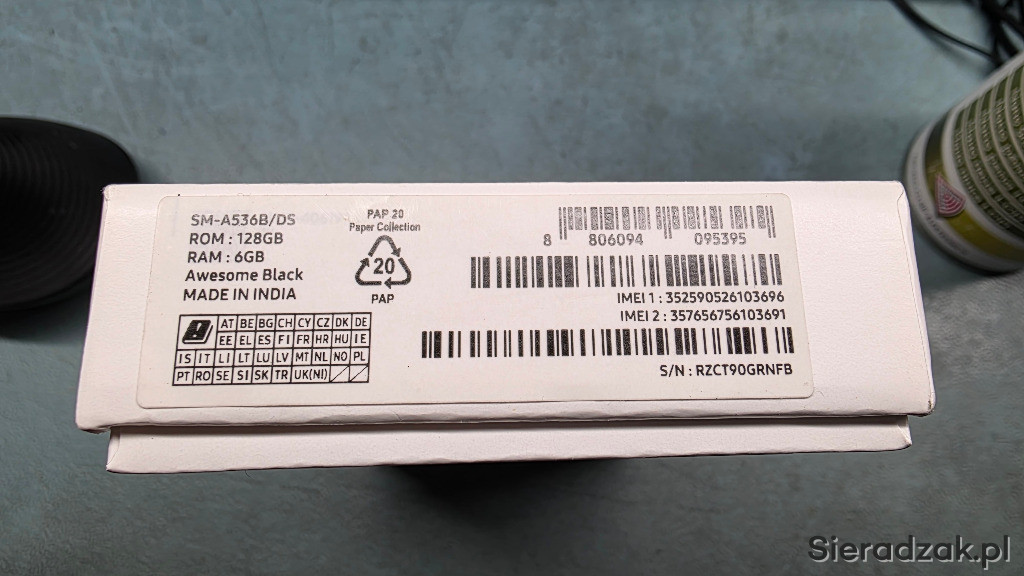 SM-A536B/DS
ROM : 128GB
RAM : 6GB
Awesome Black
MADE IN INDIA
PAP 20
Paper Collection
20
PAP
8 806094 095395
IMEI 1 : 352590526103696
IMEI 2 : 357656756103691
S/N : RZCT90GRNFB
AT BE BG CH CY CZ DK DE
EE EL ES FI FR HR HU IE
IS IT LI LT LU LV MT NL NO PL
PT RO SE SI SK TR UK(NI)
Sieradzak.pl